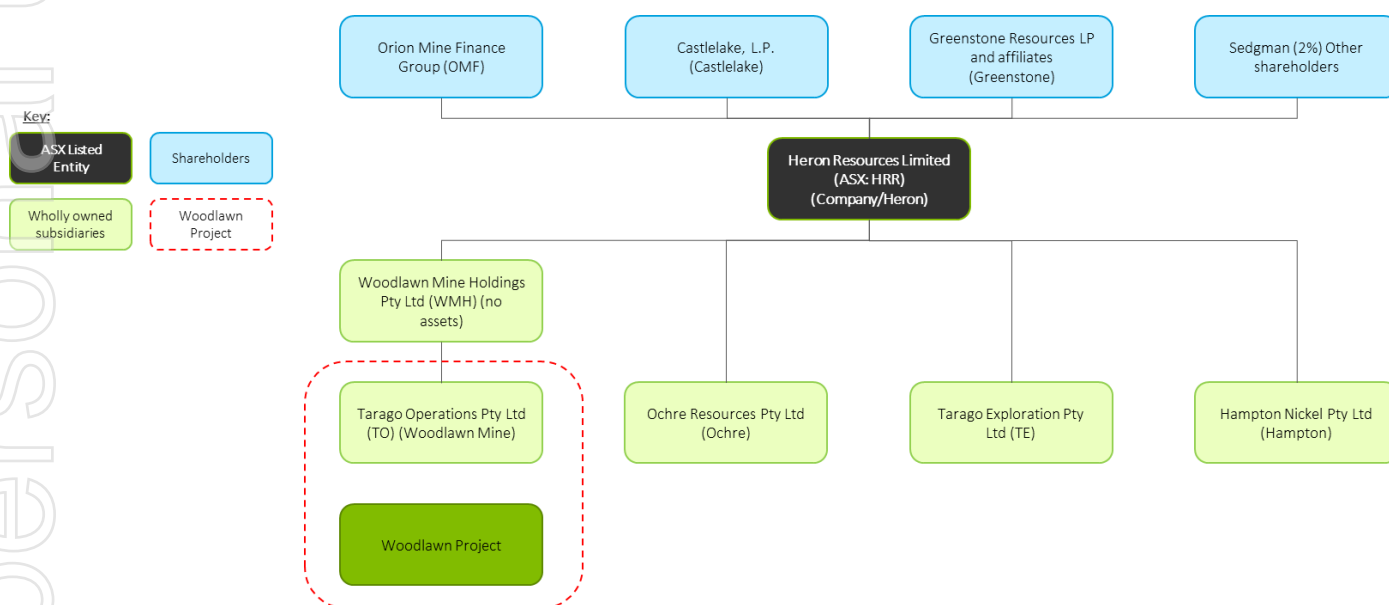 Orion Mine Finance
Group (OMF)
Castlelake, L.P.
(Castlelake)
Greenstone Resources LP
and affiliates
(Greenstone)
Sedgman (2%) Other
shareholders
Key:
ASX Listed
Entity
Shareholders
Wholly owned
subsidiaries
Woodlawn
Project
Heron Resources Limited
(ASX: HRR)
(Company/Heron)
Woodlawn Mine Holdings
Pty Ltd (WMH) (no
assets)
Tarago Operations Pty Ltd
(TO) (Woodlawn Mine)
Ochre Resources Pty Ltd
(Ochre)
Tarago Exploration Pty
Ltd (TE)
Hampton Nickel Pty Ltd
(Hampton)
Woodlawn Project
personal